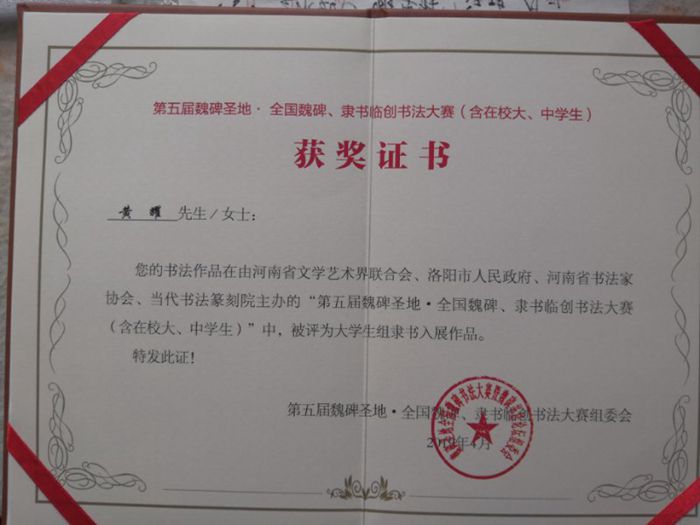 第五届魏碑圣地·全国魏碑、隶书临创书法大赛（含在校大、中学生）
获奖证书
黄耀 先生/女士：
您的书法作品在由河南省文学艺术界联合会、洛阳市人民政府、河南省书法家
协会、当代书法篆刻院主办的“第五届魏碑圣地·全国魏碑、隶书临创书法大赛
（含在校大、中学生）”中，被评为大学生组隶书入展作品。
特发此证！
第五届魏碑圣地·全国魏碑、隶书临创书法大赛组委会